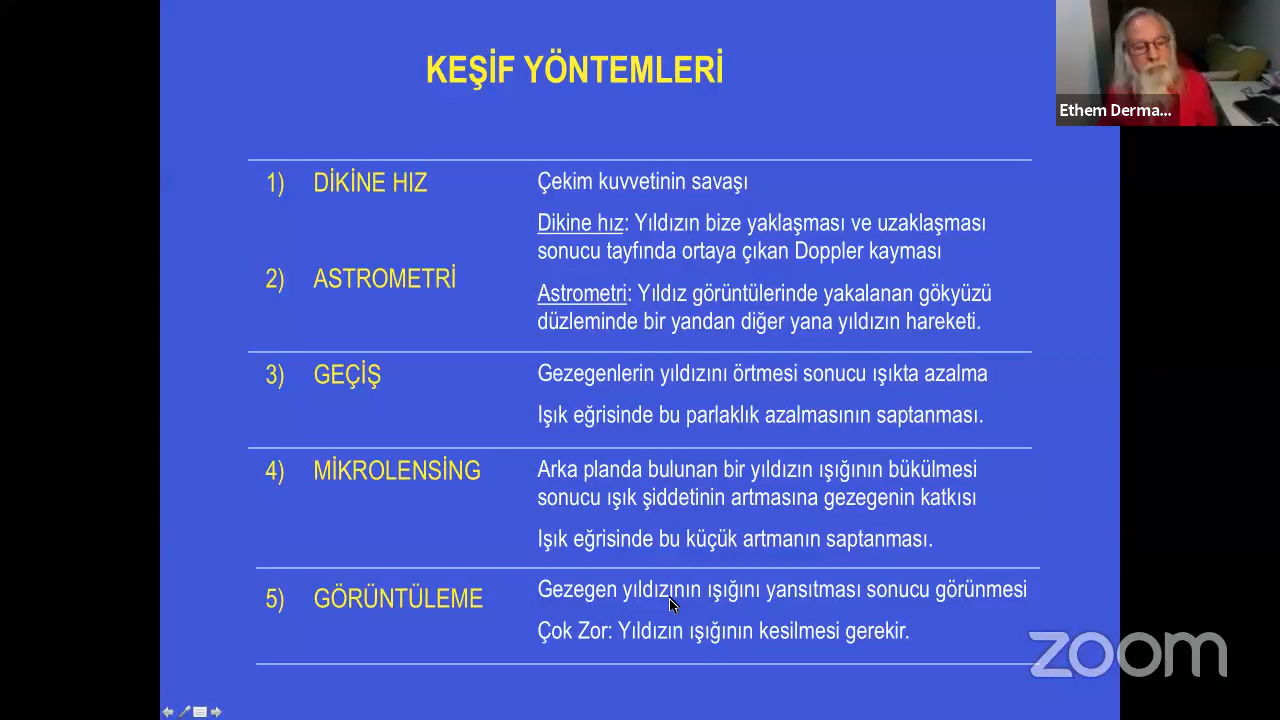 KEŞİF YÖNTEMLERİ
Ethem Derma...
1) DİKİNE HIZ
Çekim kuvvetinin savaşı
Dikine hız: Yıldızın bize yaklaşması ve uzaklaşması
sonucu tayfında ortaya çıkan Doppler kayması
2) ASTROMETRİ
Astrometri: Yıldız görüntülerinde yakalanan gökyüzü
düzleminde bir yandan diğer yana yıldızın hareketi.
3) GEÇİŞ
Gezegenlerin yıldızını örtmesi sonucu ışıkta azalma
Işık eğrisinde bu parlaklık azalmasının saptanması.
4) MİKROLENSİNG
Arka planda bulunan bir yıldızın ışığının bükülmesi
sonucu ışık şiddetinin artmasına gezegenin katkısı
Işık eğrisinde bu küçük artmanın saptanması.
5) GÖRÜNTÜLEME
Gezegen yıldızının ışığını yansıtması sonucu görünmesi
Çok Zor: Yıldızın ışığının kesilmesi gerekir.
zoom